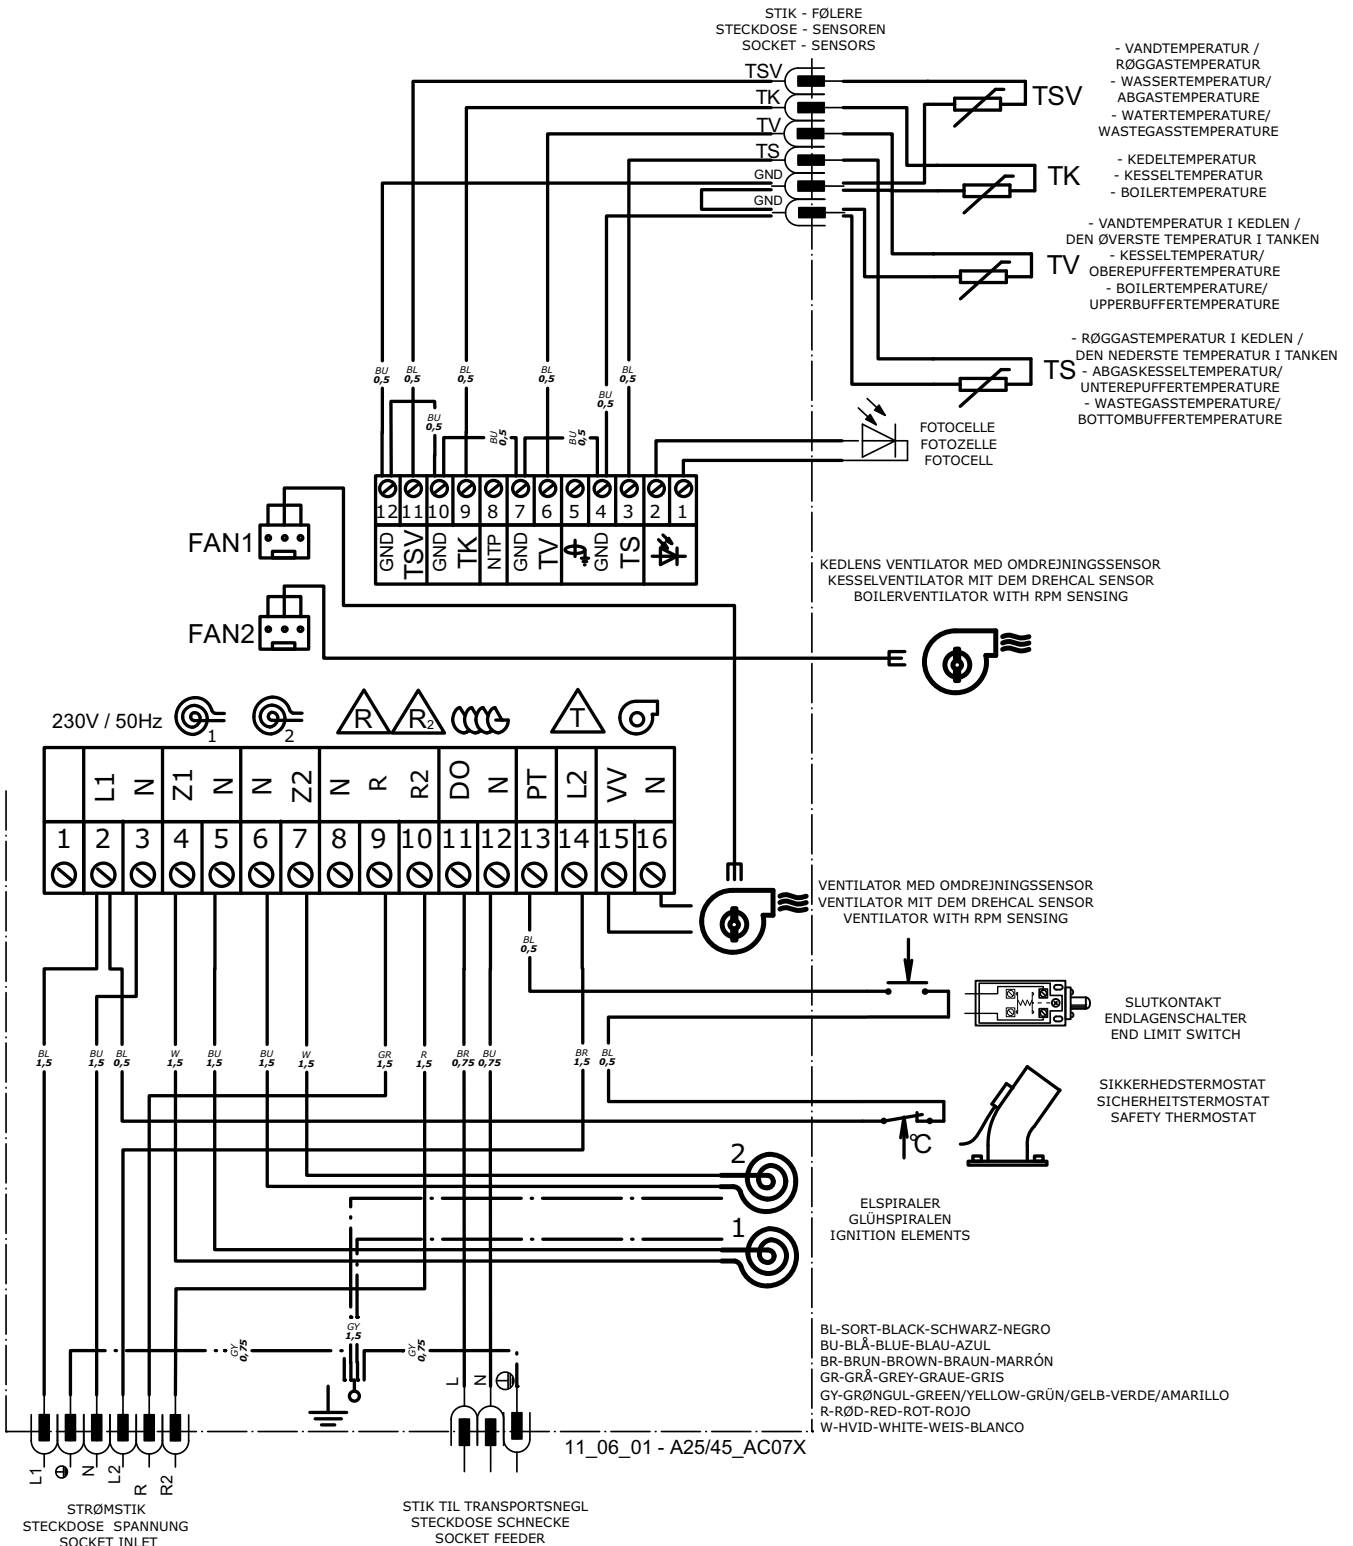 STIK - FØLERE
STECKDOSE - SENSOREN
SOCKET - SENSORS
TSV
TK
TV
TS
GND
GND
TSV
- VANDTEMPERATUR /
RØGGASTEMPERATUR
- WASSERTEMPERATUR/
ABGASTEMPERATURE
- WATERTEMPERATURE/
WASTEGASSTEMPERATURE
TK
- KEDELTEMPERATUR
- KESSELTEMPERATUR
- BOILERTEMPERATURE
TV
- VANDTEMPERATUR I KEDLEN /
DEN ØVERSTE TEMPERATUR I TANKEN
- KESSELTEMPERATUR/
OBEREPUFFERTEMPERATURE
- BOILERTEMPERATURE/
UPPERBUFFERTEMPERATURE
TS
- RØGGASTEMPERATUR I KEDLEN /
DEN NEDERSTE TEMPERATUR I TANKEN
- ABGASKESSELTEMPERATUR/
UNTEREPUFFERTEMPERATURE
- WASTEGASSTEMPERATURE/
BOTTOMBUFFERTEMPERATURE
BU 0,5
BL 0,5
BL 0,5
BL 0,5
BL 0,5
BU 0,5
BU 0,5
BU 0,5
BU 0,5
FOTOCELLE
FOTOZELLE
FOTOCELL
12 11 10 9 8 7 6 5 4 3 2 1
GND TSV GND TK NTP GND TV GND TS
FAN1
FAN2
KEDLENS VENTILATOR MED OMDREJNINGSSENSOR
KESSELVENTILATOR MIT DEM DREHCAL SENSOR
BOILERVENTILATOR WITH RPM SENSING
230V / 50Hz
1
2
R
R2
T
L1 N Z1 N N Z2 N R R2 DO N PT L2 VV N
1 2 3 4 5 6 7 8 9 10 11 12 13 14 15 16
VENTILATOR MED OMDREJNINGSSENSOR
VENTILATOR MIT DEM DREHCAL SENSOR
VENTILATOR WITH RPM SENSING
BL 0,5
SLUTKONTAKT
ENDLAGENSCHALTER
END LIMIT SWITCH
BL 1,5
BU 1,5
BL 0,5
W 1,5
BU 1,5
BU 1,5
W 1,5
GR 1,5
R 1,5
BR 0,75
BU 0,75
BR 1,5
BL 0,5
SIKKERHEDSTERMOSTAT
SICHERHEITSTERMOSTAT
SAFETY THERMOSTAT
°C
2
1
ELSPIRALER
GLÜHSPIRALEN
IGNITION ELEMENTS
GY 0,75
GY 1,5
GY 0,75
BL-SORT-BLACK-SCHWARZ-NEGRO
BU-BLÅ-BLUE-BLAU-AZUL
BR-BRUN-BROWN-BRAUN-MARRÓN
GR-GRÅ-GREY-GRAUE-GRIS
GY-GRØNGUL-GREEN/YELLOW-GRÜN/GELB-VERDE/AMARILLO
R-RØD-RED-ROT-ROJO
W-HVID-WHITE-WEIS-BLANCO
L
N
11_06_01 - A25/45_AC07X
L1
N
L2
R
R2
STRØMSTIK
STECKDOSE SPANNUNG
SOCKET INLET
STIK TIL TRANSPORTSNEGL
STECKDOSE SCHNECKE
SOCKET FEEDER